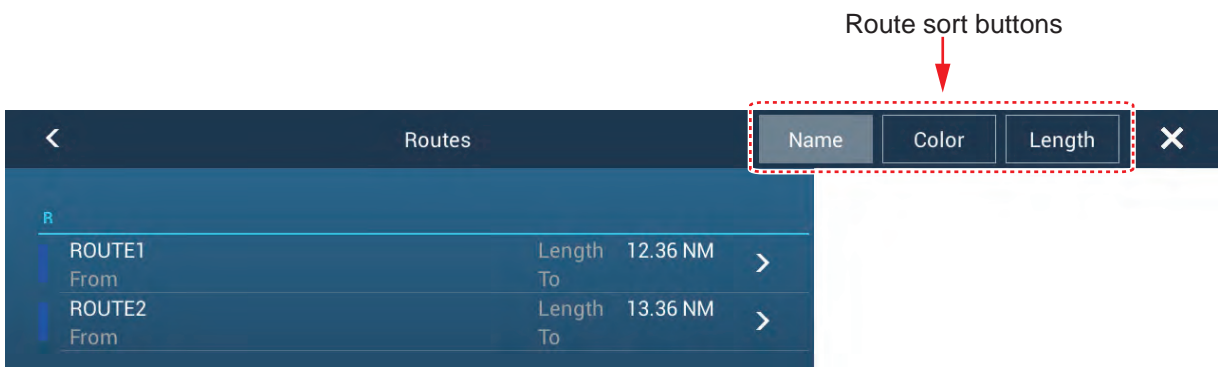 Route sort buttons
Routes Name Color Length
R
ROUTE1 Length 12.36 NM
From To
ROUTE2 Length 13.36 NM
From To